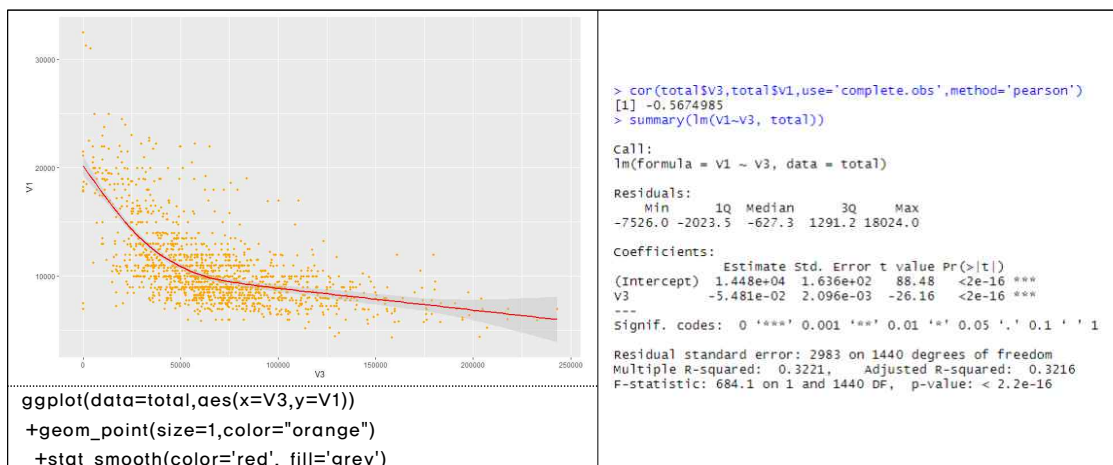 30000
20000
10000
V1
0
50000
100000
150000
200000
250000
V3
ggplot(data=total,aes(x=V3,y=V1))
+geom_point(size=1,color="orange")
+stat_smooth(color='red', fill='grey')
> cor(total$V3,total$V1,use='complete.obs',method='pearson')
[1] -0.5674985
> summary(lm(V1~V3, total))
Call:
lm(formula = V1 ~ V3, data = total)
Residuals:
Min 1Q Median 3Q Max
-7526.0 -2023.5 -627.3 1291.2 18024.0
Coefficients:
Estimate Std. Error t value Pr(>|t|)
(Intercept) 1.448e+04 1.636e+02 88.48 <2e-16 ***
V3 -5.481e-02 2.096e-03 -26.16 <2e-16 ***
---
Signif. codes: 0 '***' 0.001 '**' 0.01 '*' 0.05 '.' 0.1 ' ' 1
Residual standard error: 2983 on 1440 degrees of freedom
Multiple R-squared: 0.3221, Adjusted R-squared: 0.3216
F-statistic: 684.1 on 1 and 1440 DF, p-value: < 2.2e-16